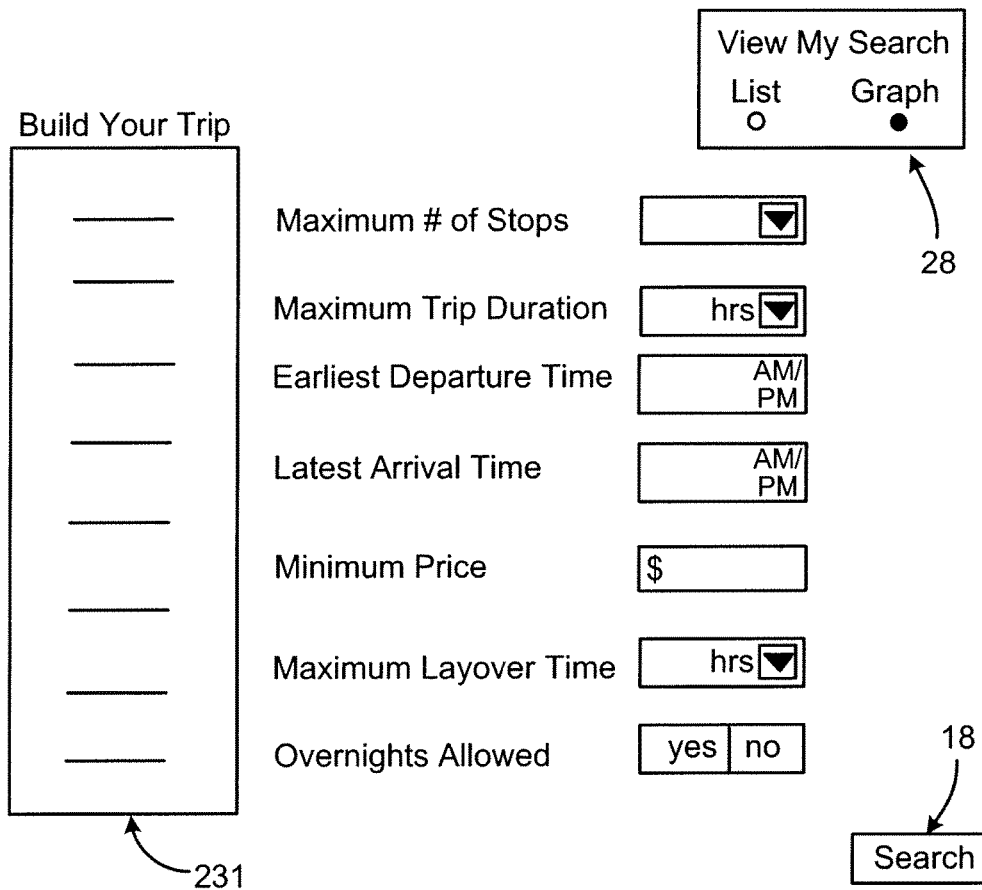 View My Search
List Graph
28
Build Your Trip
Maximum # of Stops
Maximum Trip Duration hrs
Earliest Departure Time AM/
PM
Latest Arrival Time AM/
PM
Minimum Price $
Maximum Layover Time hrs
Overnights Allowed yes no
18
Search
231